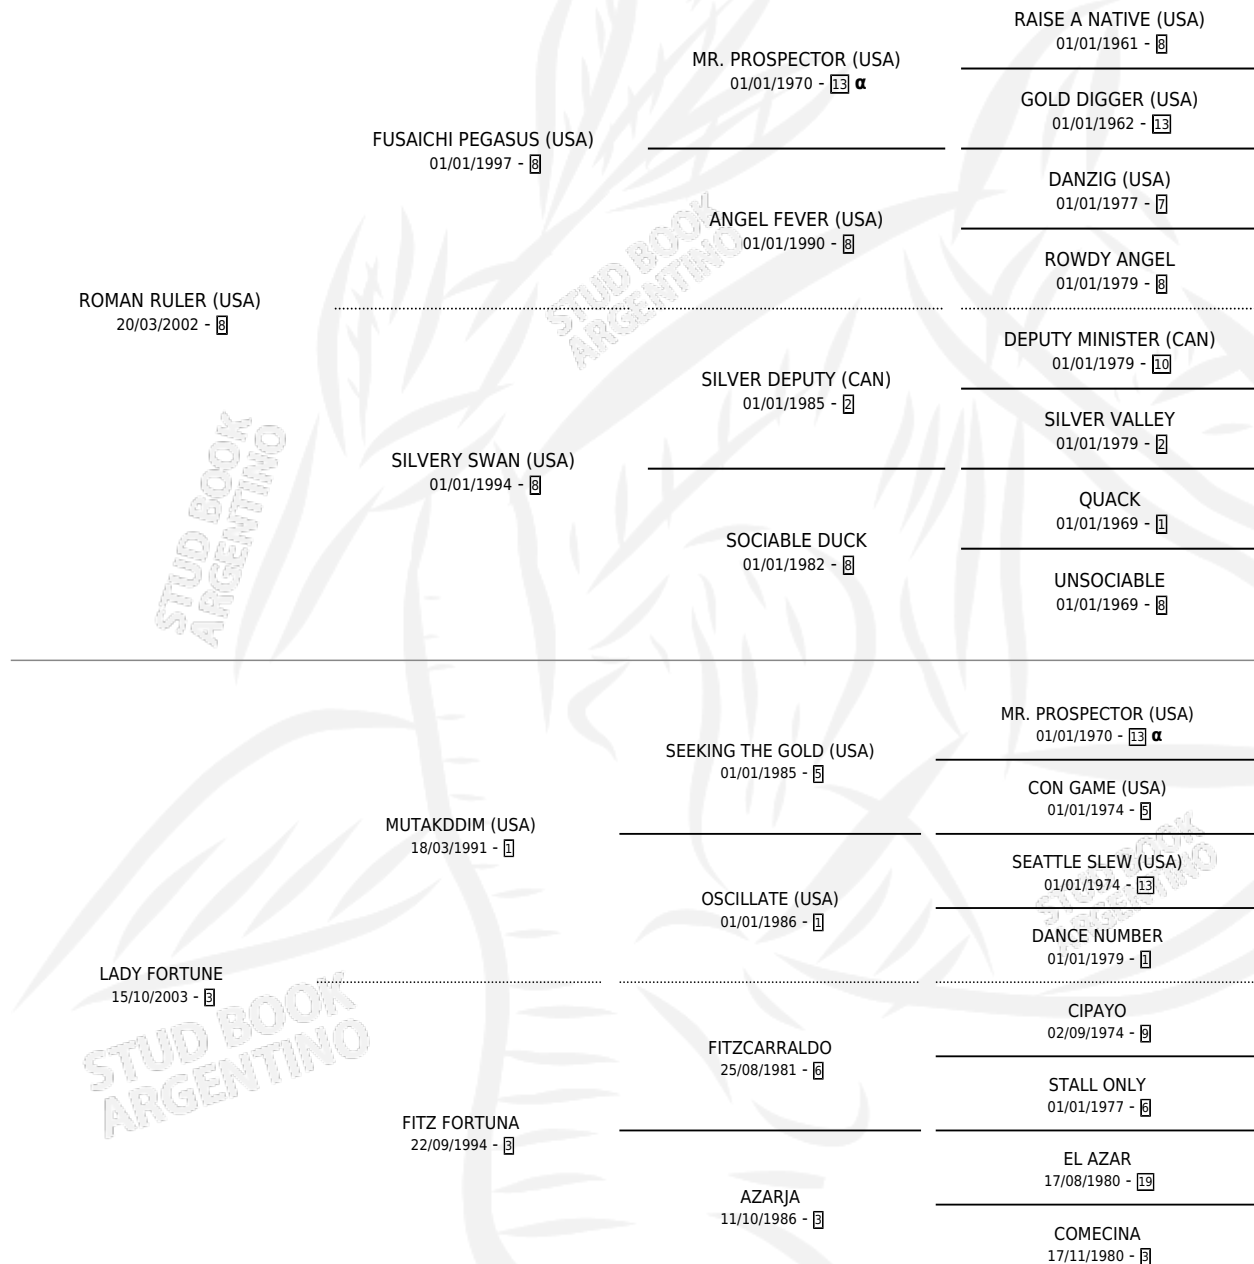 RAISE A NATIVE (USA)
01/01/1961 - 8
MR. PROSPECTOR (USA)
01/01/1970 - 13 α
GOLD DIGGER (USA)
01/01/1962 - 13
FUSAICHI PEGASUS (USA)
01/01/1997 - 8
DANZIG (USA)
01/01/1977 - 7
ANGEL FEVER (USA)
01/01/1990 - 8
ROWDY ANGEL
01/01/1979 - 8
ROMAN RULER (USA)
20/03/2002 - 8
DEPUTY MINISTER (CAN)
01/01/1979 - 10
SILVER DEPUTY (CAN)
01/01/1985 - 2
SILVER VALLEY
01/01/1979 - 2
SILVERY SWAN (USA)
01/01/1994 - 8
QUACK
01/01/1969 - 1
SOCIABLE DUCK
01/01/1982 - 8
UNSOCIABLE
01/01/1969 - 8
MR. PROSPECTOR (USA)
01/01/1970 - 13 α
SEEKING THE GOLD (USA)
01/01/1985 - 5
CON GAME (USA)
01/01/1974 - 5
MUTAKDDIM (USA)
18/03/1991 - 1
SEATTLE SLEW (USA)
01/01/1974 - 13
OSCILLATE (USA)
01/01/1986 - 1
DANCE NUMBER
01/01/1979 - 1
LADY FORTUNE
15/10/2003 - 3
CIPAYO
02/09/1974 - 9
FITZCARRALDO
25/08/1981 - 6
STALL ONLY
01/01/1977 - 6
FITZ FORTUNA
22/09/1994 - 3
EL AZAR
17/08/1980 - 19
AZARJA
11/10/1986 - 3
COMECINA
17/11/1980 - 3
STUD BOOK
ARGENTINO
STUD BOOK
ARGENTINO
STUD BOOK
ARGENTINO
STUD BOOK
ARGENTINO